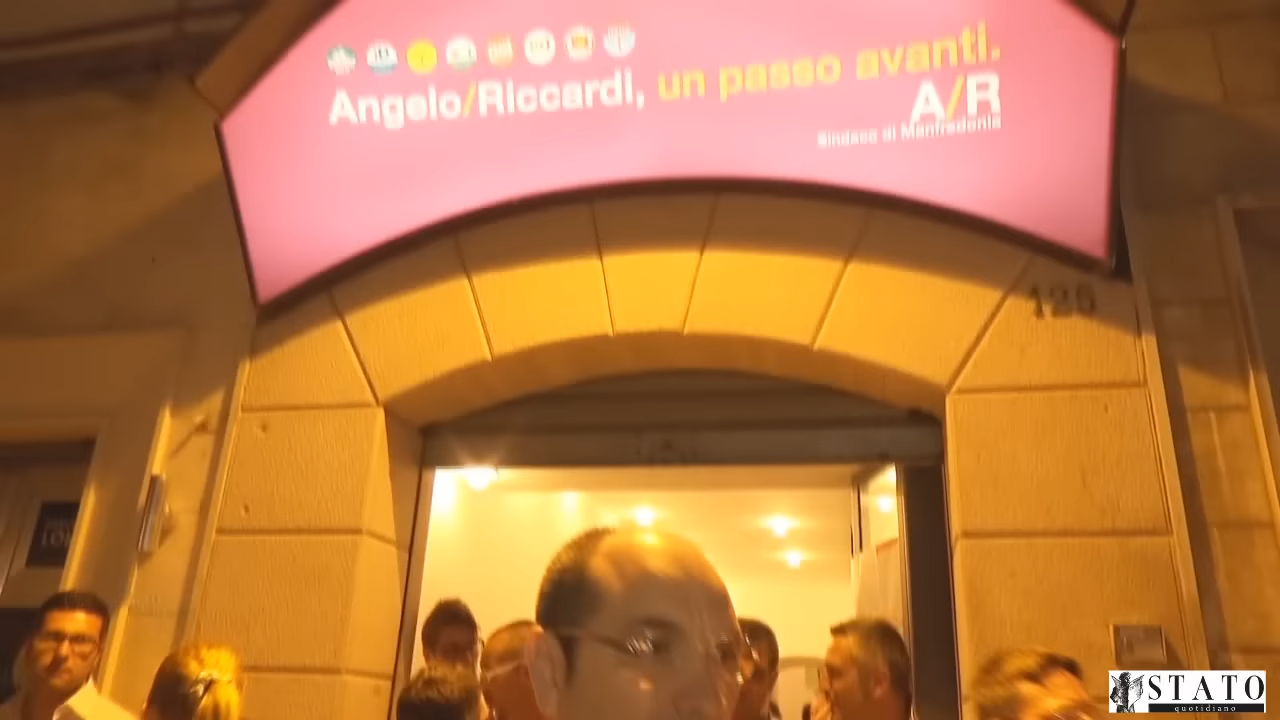 Angelo/Riccardi, un passo avanti.
A/R
Sindaco di Manfredonia
125
STATO
quotidiano